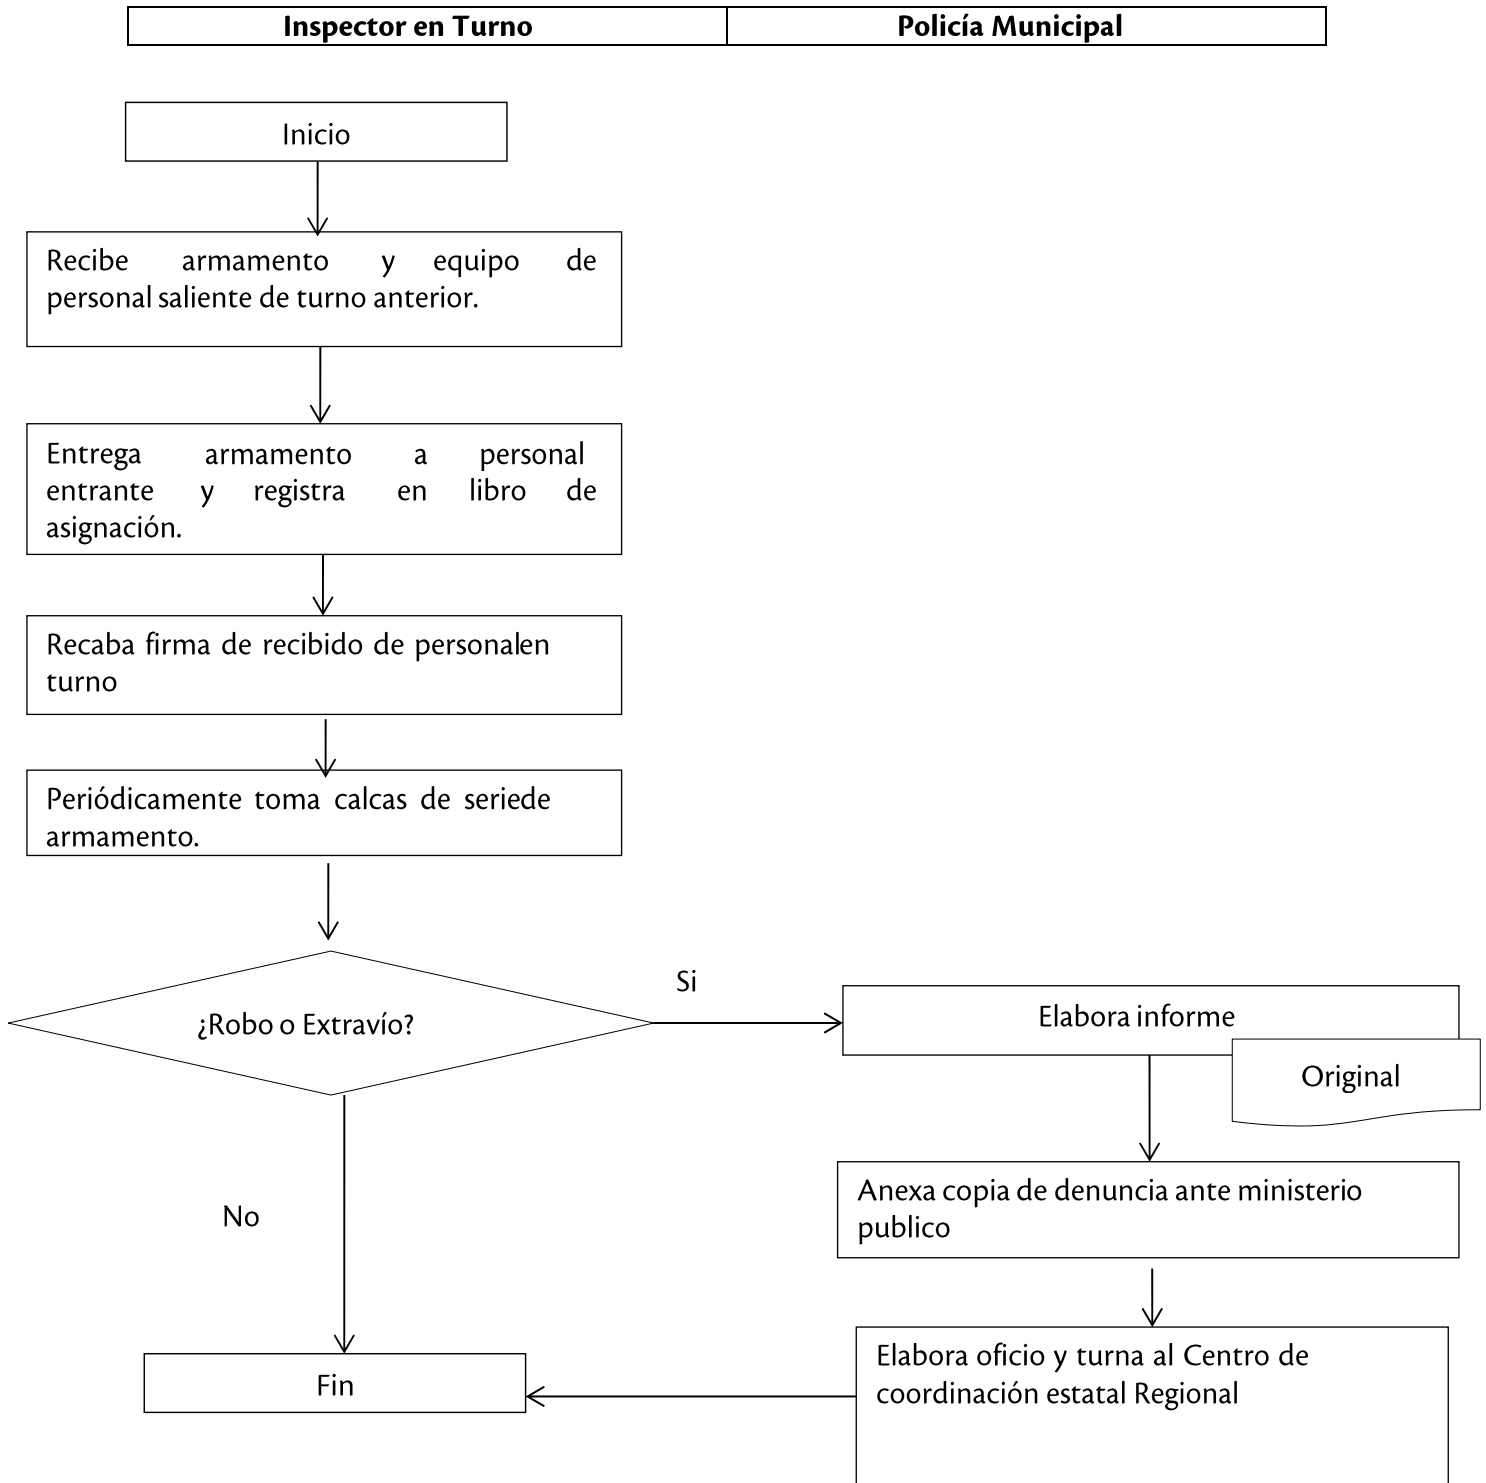 Inspector en Turno
Policía Municipal
Inicio
Recibe armamento y equipo de
personal saliente de turno anterior.
Entrega armamento a personal
entrante y registra en libro de
asignación.
Recaba firma de recibido de personalen
turno
Periódicamente toma calcas de seriede
armamento.
¿Robo o Extravío?
Si
Elabora informe
Original
Anexa copia de denuncia ante ministerio
publico
No
Elabora oficio y turna al Centro de
coordinación estatal Regional
Fin